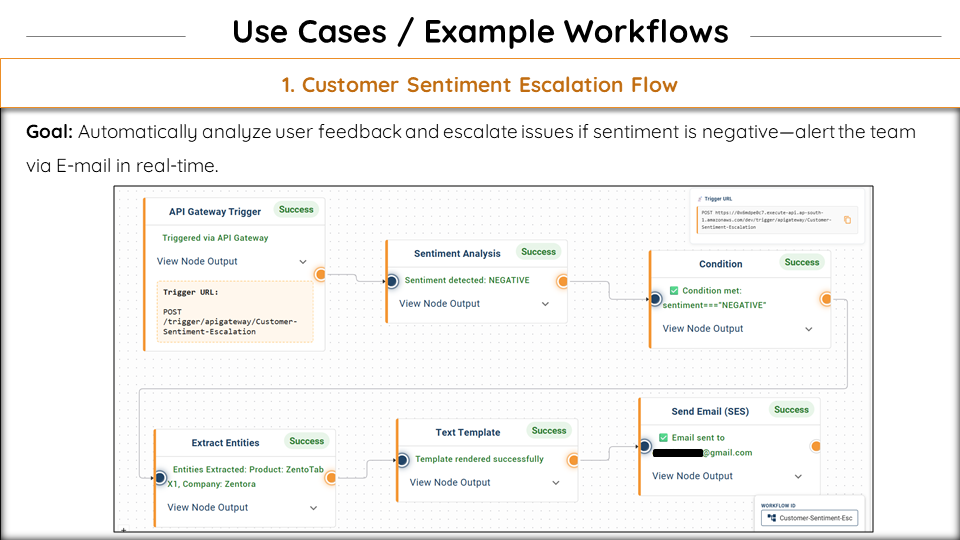 Use Cases / Example Workflows
1. Customer Sentiment Escalation Flow
Goal: Automatically analyze user feedback and escalate issues if sentiment is negative—alert the team
via E-mail in real-time.
API Gateway Trigger
Success
Triggered via API Gateway
View Node Output
Trigger URL:
POST
/trigger/apigateway/Customer-
Sentiment-Escalation
Sentiment Analysis
Success
Sentiment detected: NEGATIVE
View Node Output
Trigger URL
POST https://0x6mdpe0c7.execute-api.ap-south-
1.amazonaws.com/dev/trigger/apigateway/Customer-
Sentiment-Escalation
Condition
Success
✅ Condition met:
sentiment==="NEGATIVE"
View Node Output
Extract Entities
Success
Entities Extracted: Product: ZentoTab
X1, Company: Zentora
View Node Output
Text Template
Success
Template rendered successfully
View Node Output
Send Email (SES)
Success
✅ Email sent to
@gmail.com
View Node Output
WORKFLOW ID
Customer-Sentiment-Esc